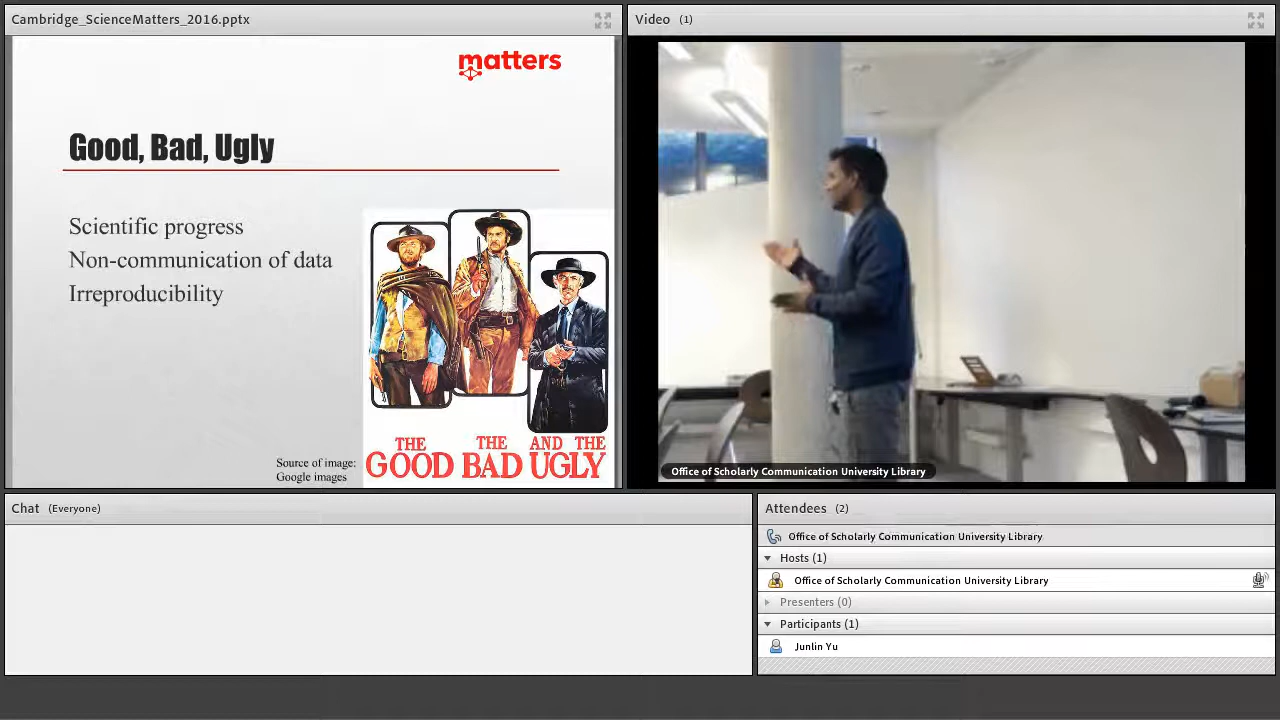 Cambridge_ScienceMatters_2016.pptx
matters
Good, Bad, Ugly
Scientific progress
Non-communication of data
Irreproducibility
THE GOOD THE BAD AND THE UGLY
Source of image:
Google images
Video (1)
Office of Scholarly Communication University Library
Chat (Everyone)
Attendees (2)
Office of Scholarly Communication University Library
Hosts (1)
Office of Scholarly Communication University Library
Presenters (0)
Participants (1)
Junlin Yu